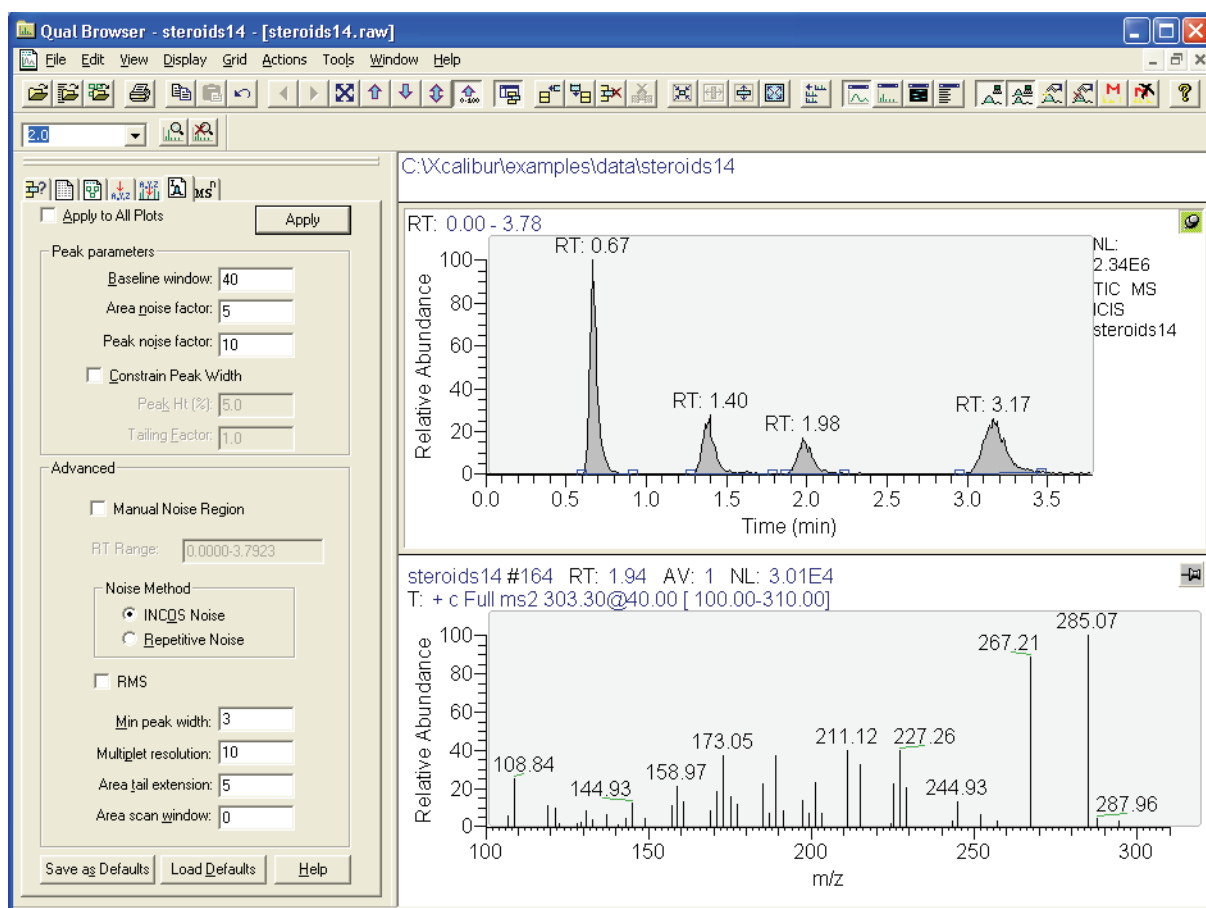 Qual Browser - steroids14 - [steroids14.raw]
File Edit View Display Grid Actions Tools Window Help
0-100
2.0
A,Y,Z
A,Y,Z
MSⁿ
Apply to All Plots
Apply
Peak parameters
Baseline window: 40
Area noise factor: 5
Peak noise factor: 10
Constrain Peak Width
Peak Ht (%): 5.0
Tailing Factor: 1.0
Advanced
Manual Noise Region
RT Range: 0.0000-3.7923
Noise Method
INCOS Noise
Repetitive Noise
RMS
Min peak width: 3
Multiplet resolution: 10
Area tail extension: 5
Area scan window: 0
Save as Defaults
Load Defaults
Help
C:\Xcalibur\examples\data\steroids14
RT: 0.00 - 3.78
RT: 0.67
RT: 1.40
RT: 1.98
RT: 3.17
NL:
2.34E6
TIC MS
ICIS
steroids14
Relative Abundance
100
80
60
40
20
0
0.0 0.5 1.0 1.5 2.0 2.5 3.0 3.5
Time (min)
steroids14 #164 RT: 1.94 AV: 1 NL: 3.01E4
T: + c Full ms2 303.30@40.00 [ 100.00-310.00]
Relative Abundance
100
80
60
40
20
0
285.07
267.21
211.12
227.26
173.05
108.84
158.97
144.93
244.93
287.96
100 150 200 250 300
m/z